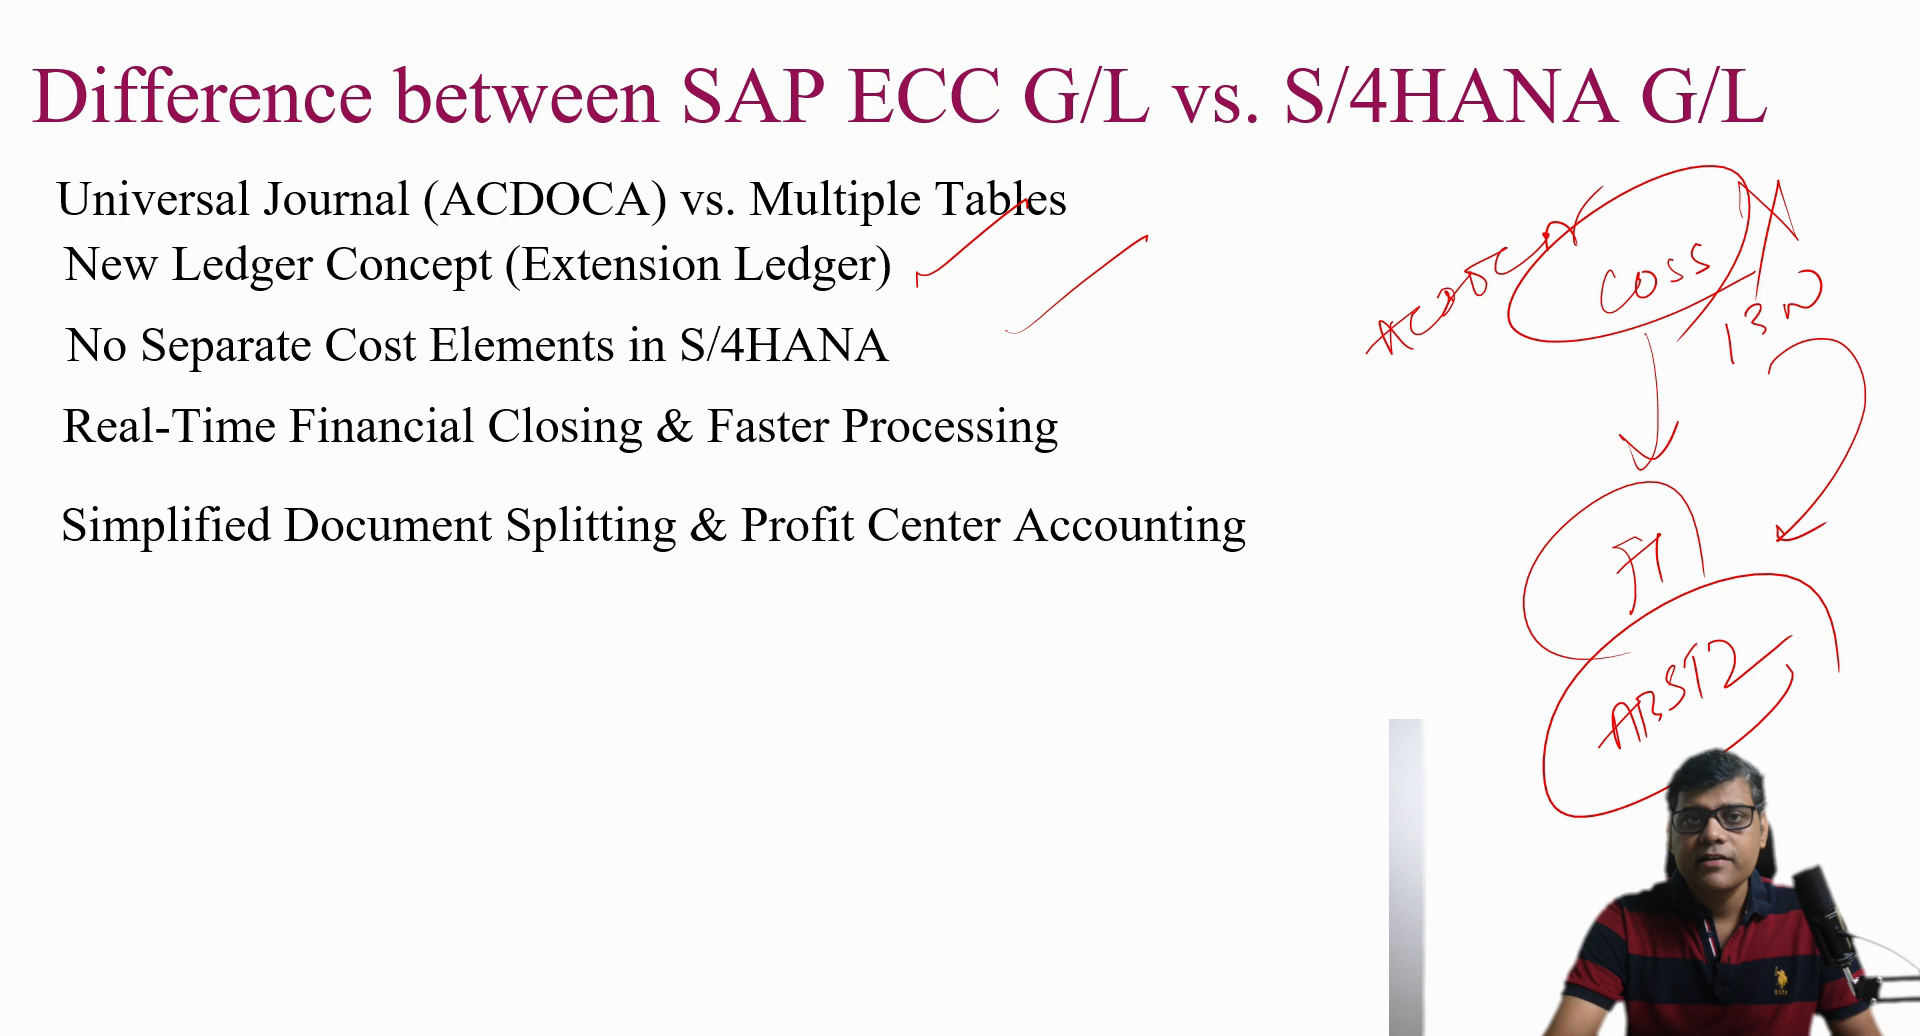 Difference between SAP ECC G/L vs. S/4HANA G/L
Universal Journal (ACDOCA) vs. Multiple Tables
New Ledger Concept (Extension Ledger)
No Separate Cost Elements in S/4HANA
Real-Time Financial Closing & Faster Processing
Simplified Document Splitting & Profit Center Accounting
ACDOCA
COSS
FI